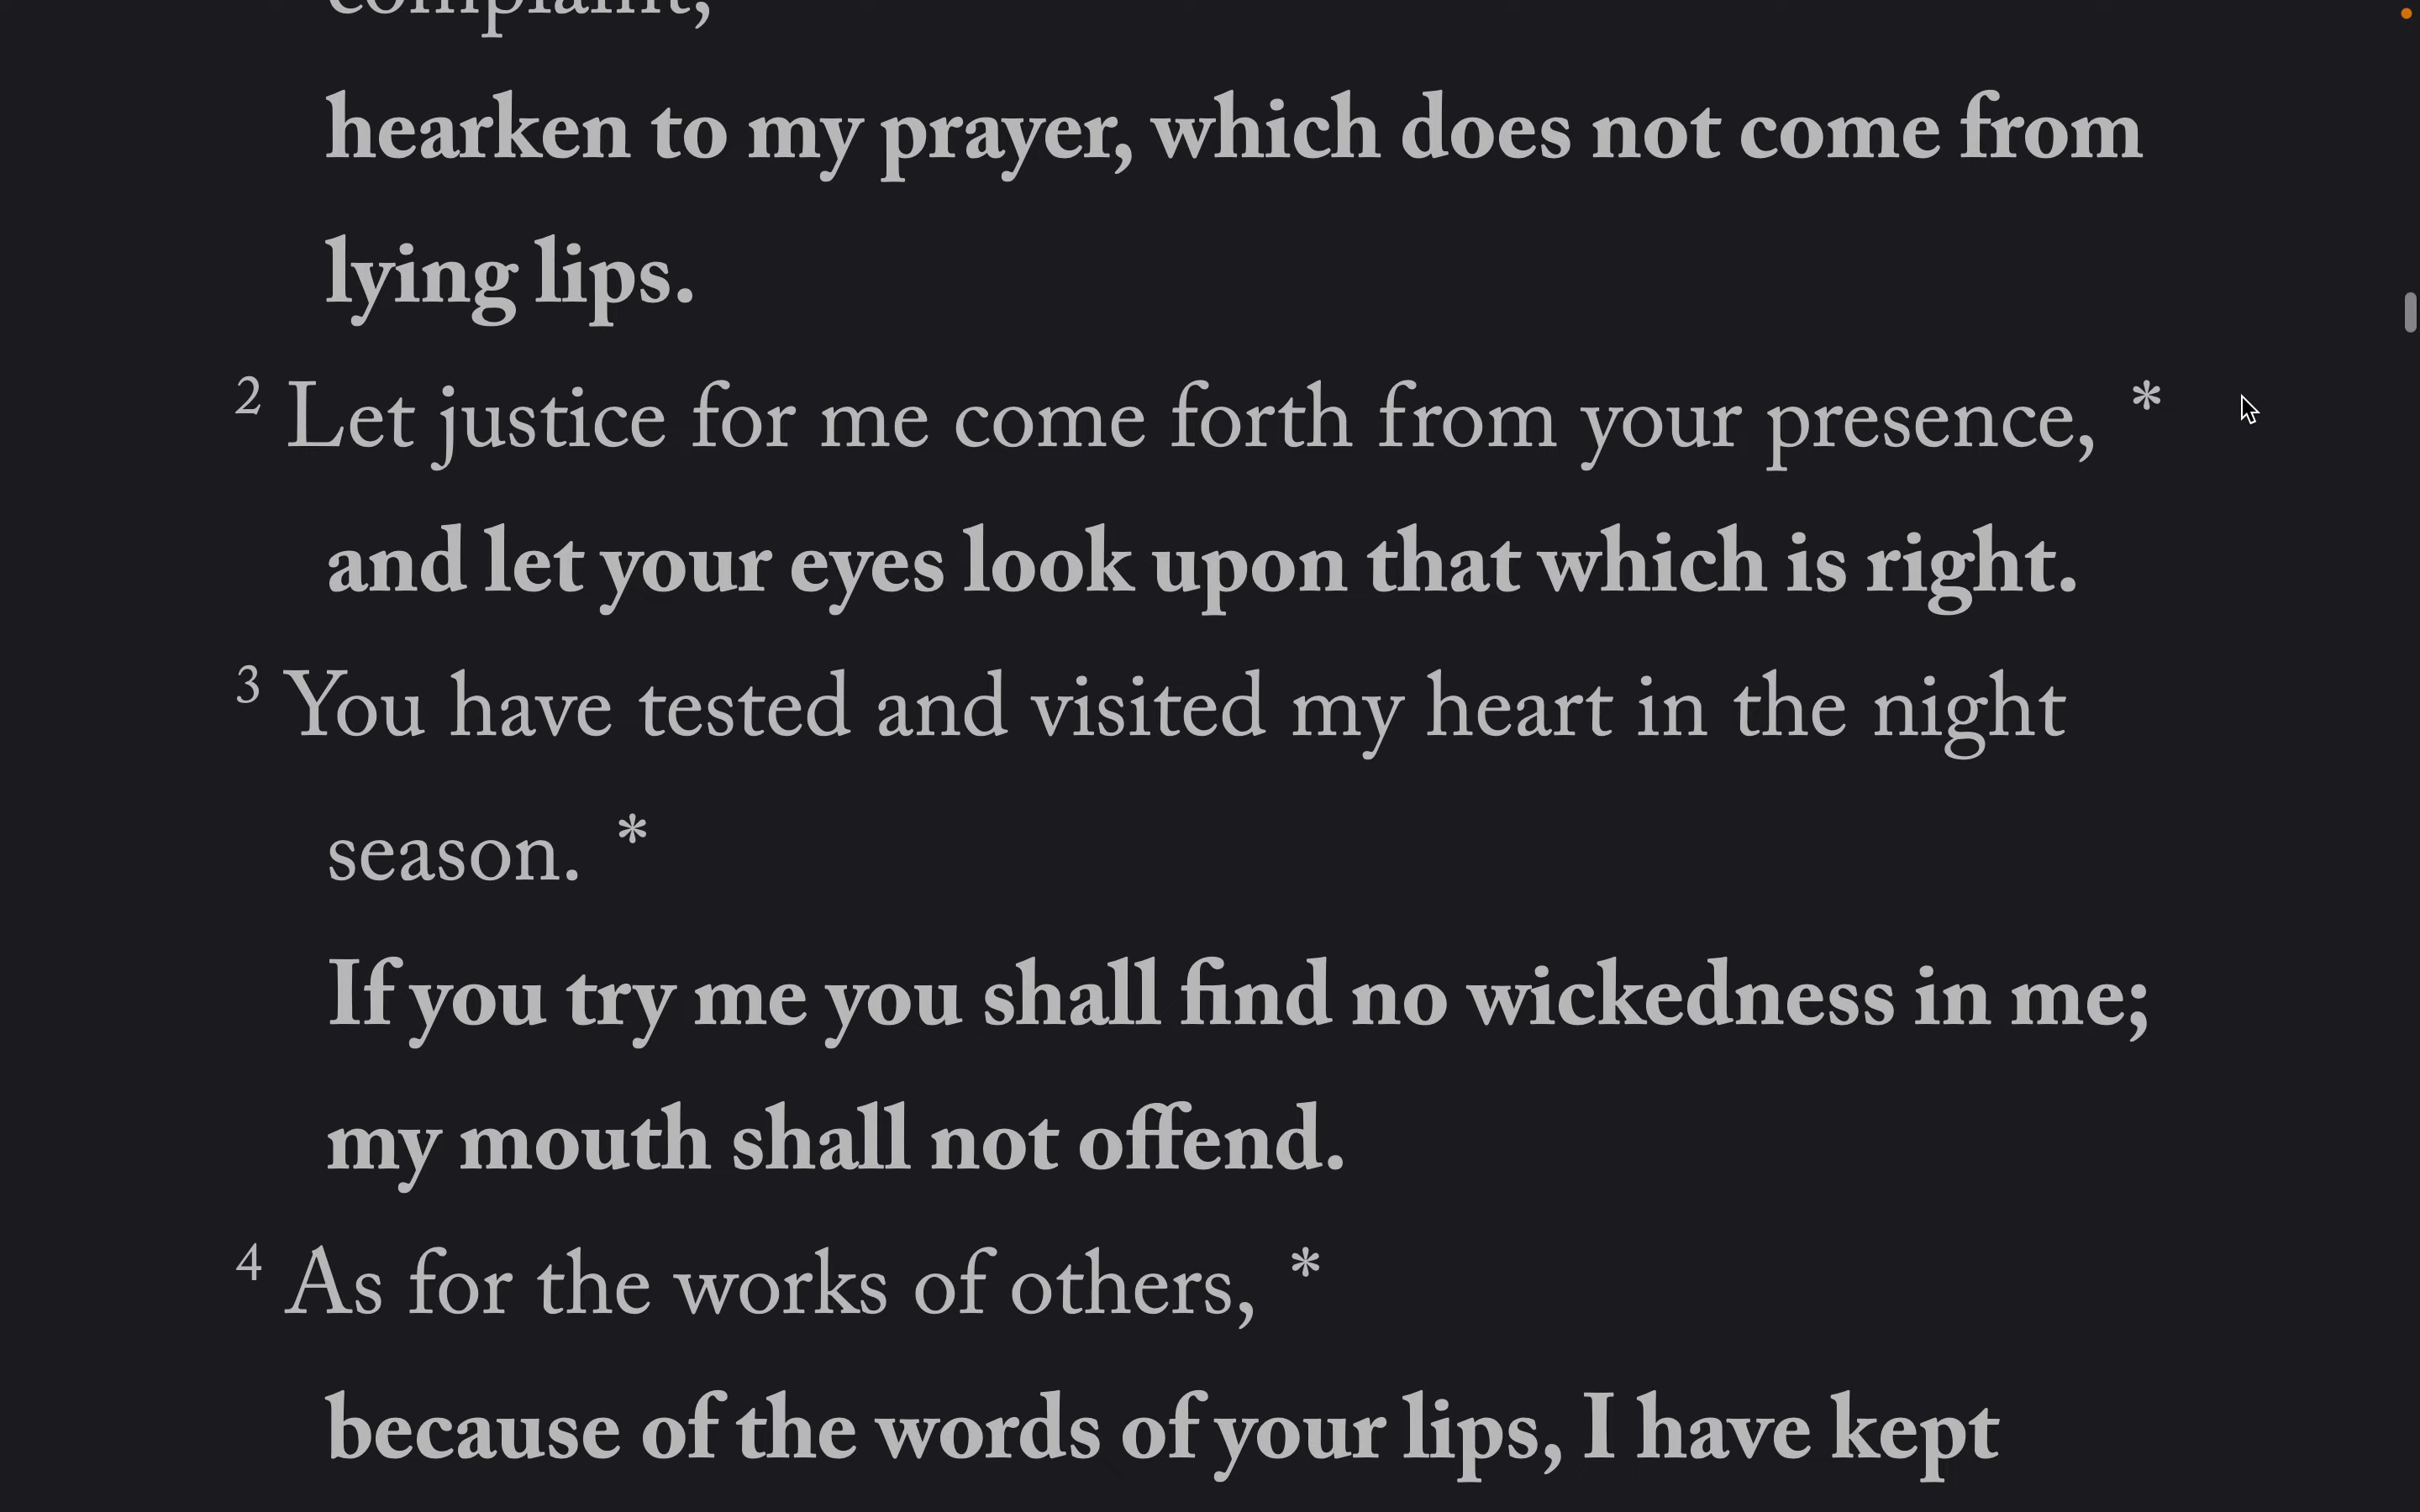 Complaint,
hearken to my prayer, which does not come from
lying lips.
2 Let justice for me come forth from your presence, *
and let your eyes look upon that which is right.
3 You have tested and visited my heart in the night
season. *
If you try me you shall find no wickedness in me;
my mouth shall not offend.
4 As for the works of others, *
because of the words of your lips, I have kept